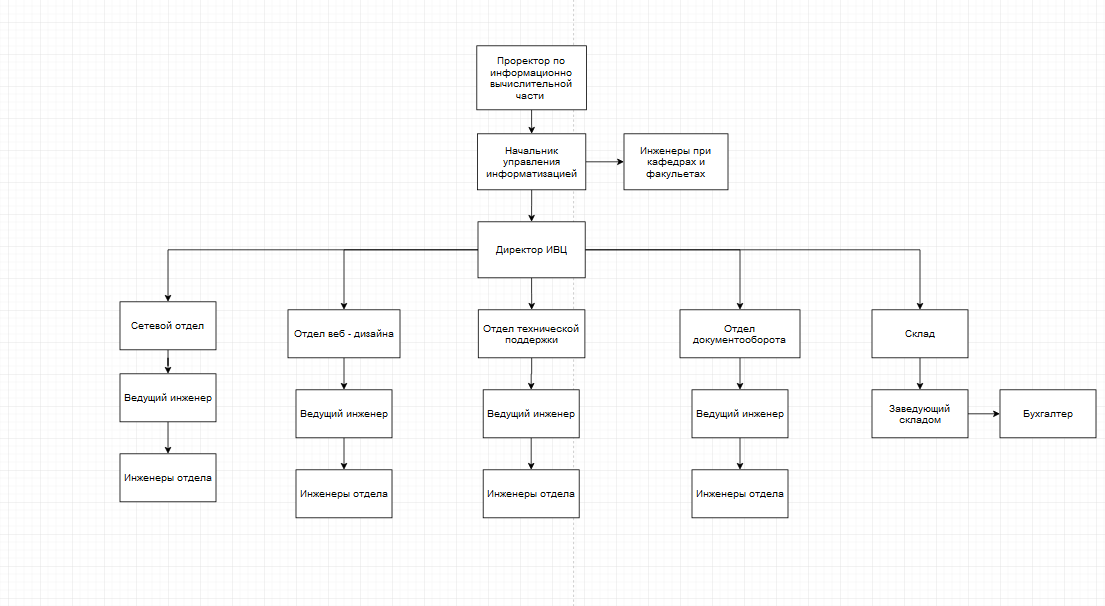 Проректор по
информационно
вычислительной
части
Начальник
управления
информатизацией
Инженеры при
кафедрах и
факульетах
Директор ИВЦ
Сетевой отдел
Отдел веб - дизайна
Отдел технической
поддержки
Отдел
документооборота
Склад
Ведущий инженер
Ведущий инженер
Ведущий инженер
Ведущий инженер
Заведующий
складом
Бухгалтер
Инженеры отдела
Инженеры отдела
Инженеры отдела
Инженеры отдела